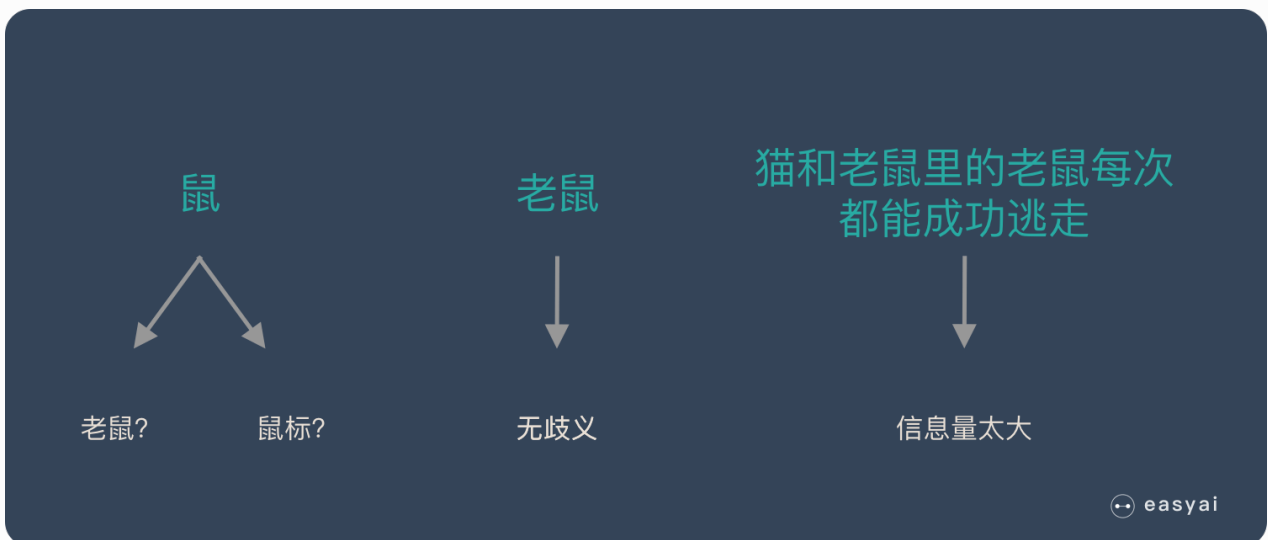 鼠
老鼠
猫和老鼠里的老鼠每次
都能成功逃走
老鼠?
鼠标?
无歧义
信息量太大
easyai